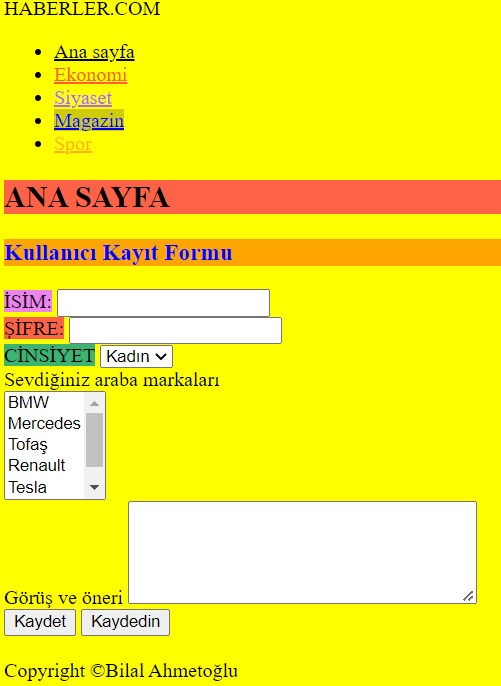 HABERLER.COM
Ana sayfa
Ekonomi
Siyaset
Magazin
Spor
ANA SAYFA
Kullanıcı Kayıt Formu
İSİM:
ŞİFRE:
CİNSİYET Kadın
Sevdiğiniz araba markaları
BMW
Mercedes
Tofaş
Renault
Tesla
Görüş ve öneri
Kaydet Kaydedin
Copyright ©Bilal Ahmetoğlu